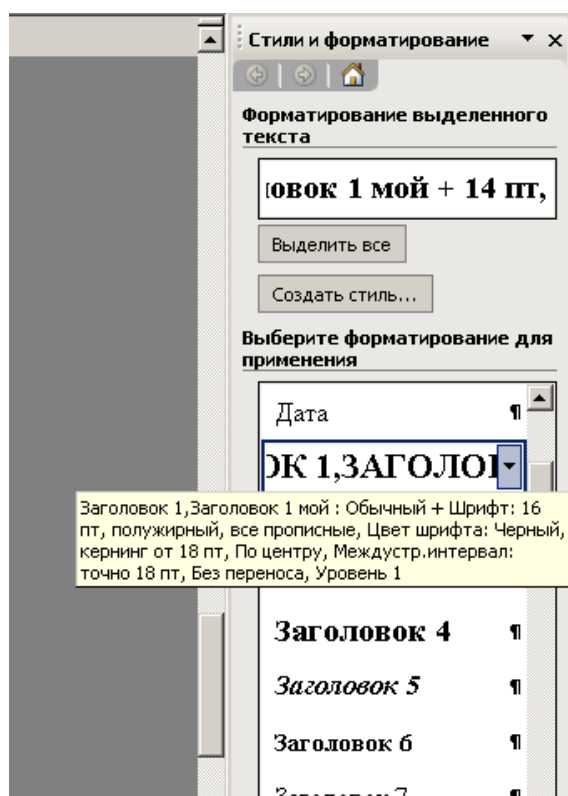 Стили и форматирование
Форматирование выделенного
текста
овок 1 мой + 14 пт,
Выделить все
Создать стиль...
Выберите форматирование для
применения
Дата ¶
ОК 1,ЗАГОЛО
Заголовок 1,Заголовок 1 мой : Обычный + Шрифт: 16
пт, полужирный, все прописные, Цвет шрифта: Черный,
кернинг от 18 пт, По центру, Междустр.интервал:
точно 18 пт, Без переноса, Уровень 1
Заголовок 4 ¶
Заголовок 5 ¶
Заголовок 6 ¶